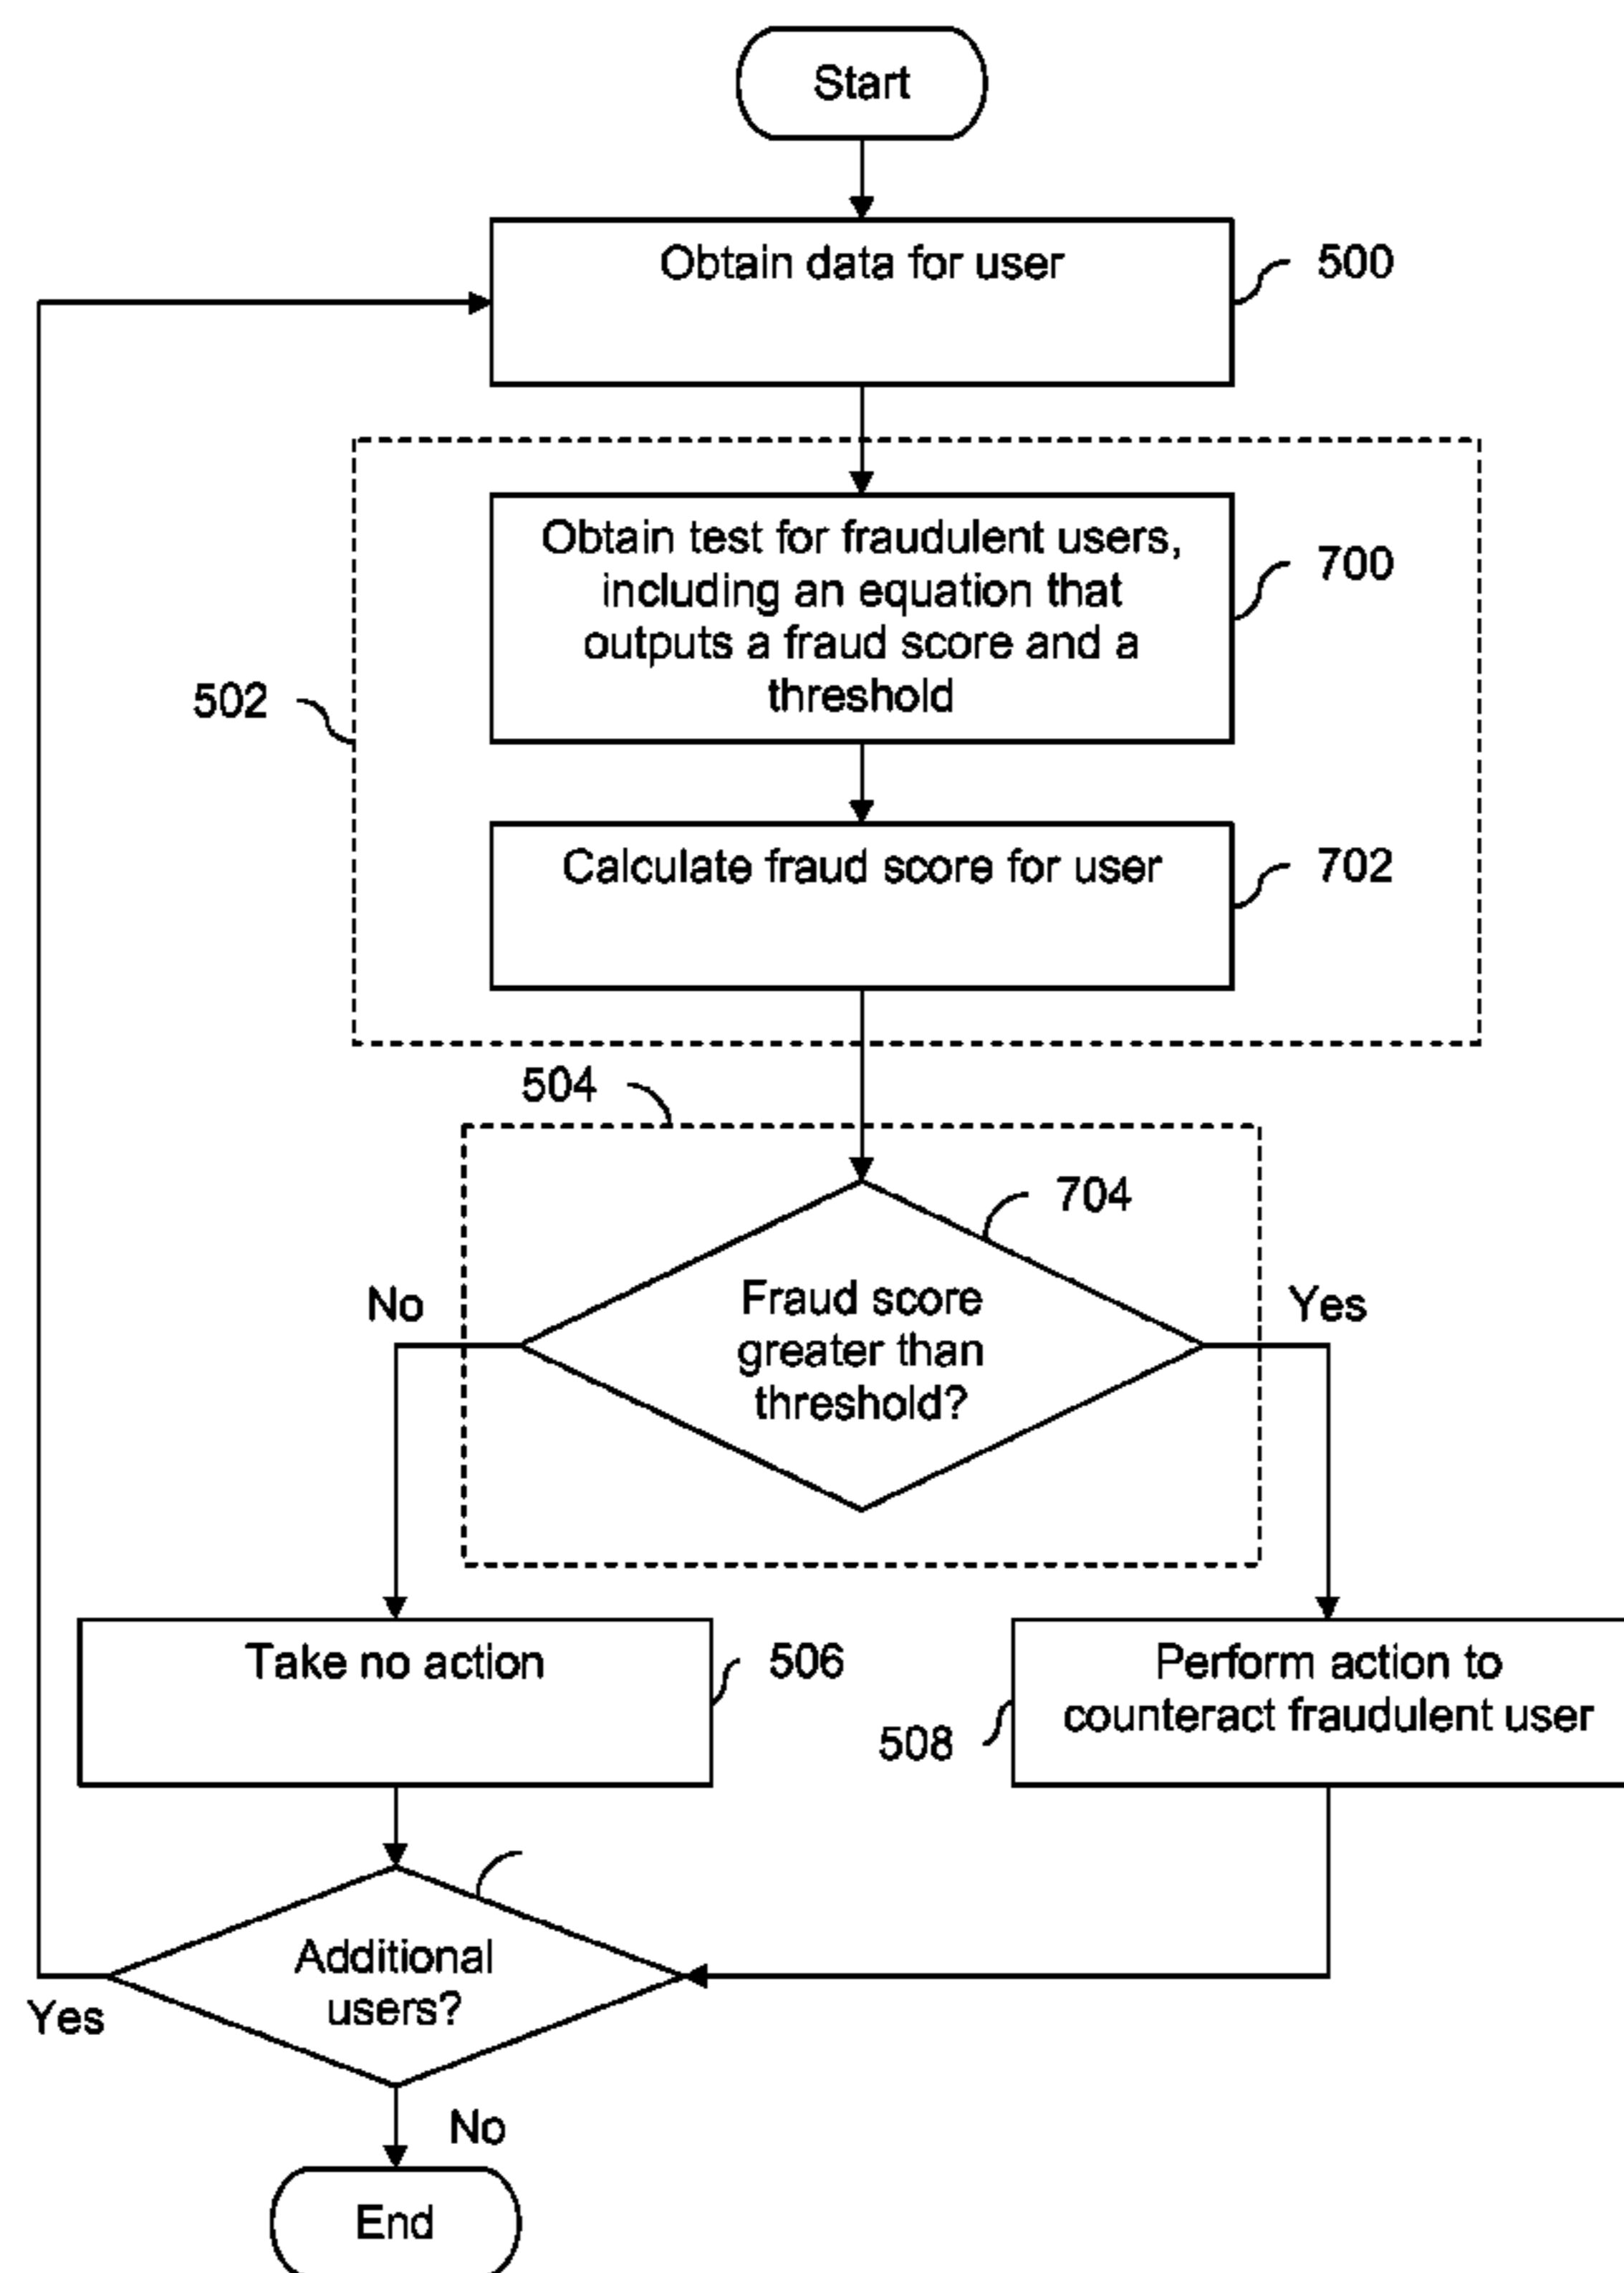 Start
Obtain data for user
500
Obtain test for fraudulent users,
including an equation that
outputs a fraud score and a
threshold
700
502
Calculate fraud score for user
702
504
704
Fraud score
greater than
threshold?
No
Yes
Take no action
506
Perform action to
counteract fraudulent user
508
Additional
users?
Yes
No
End